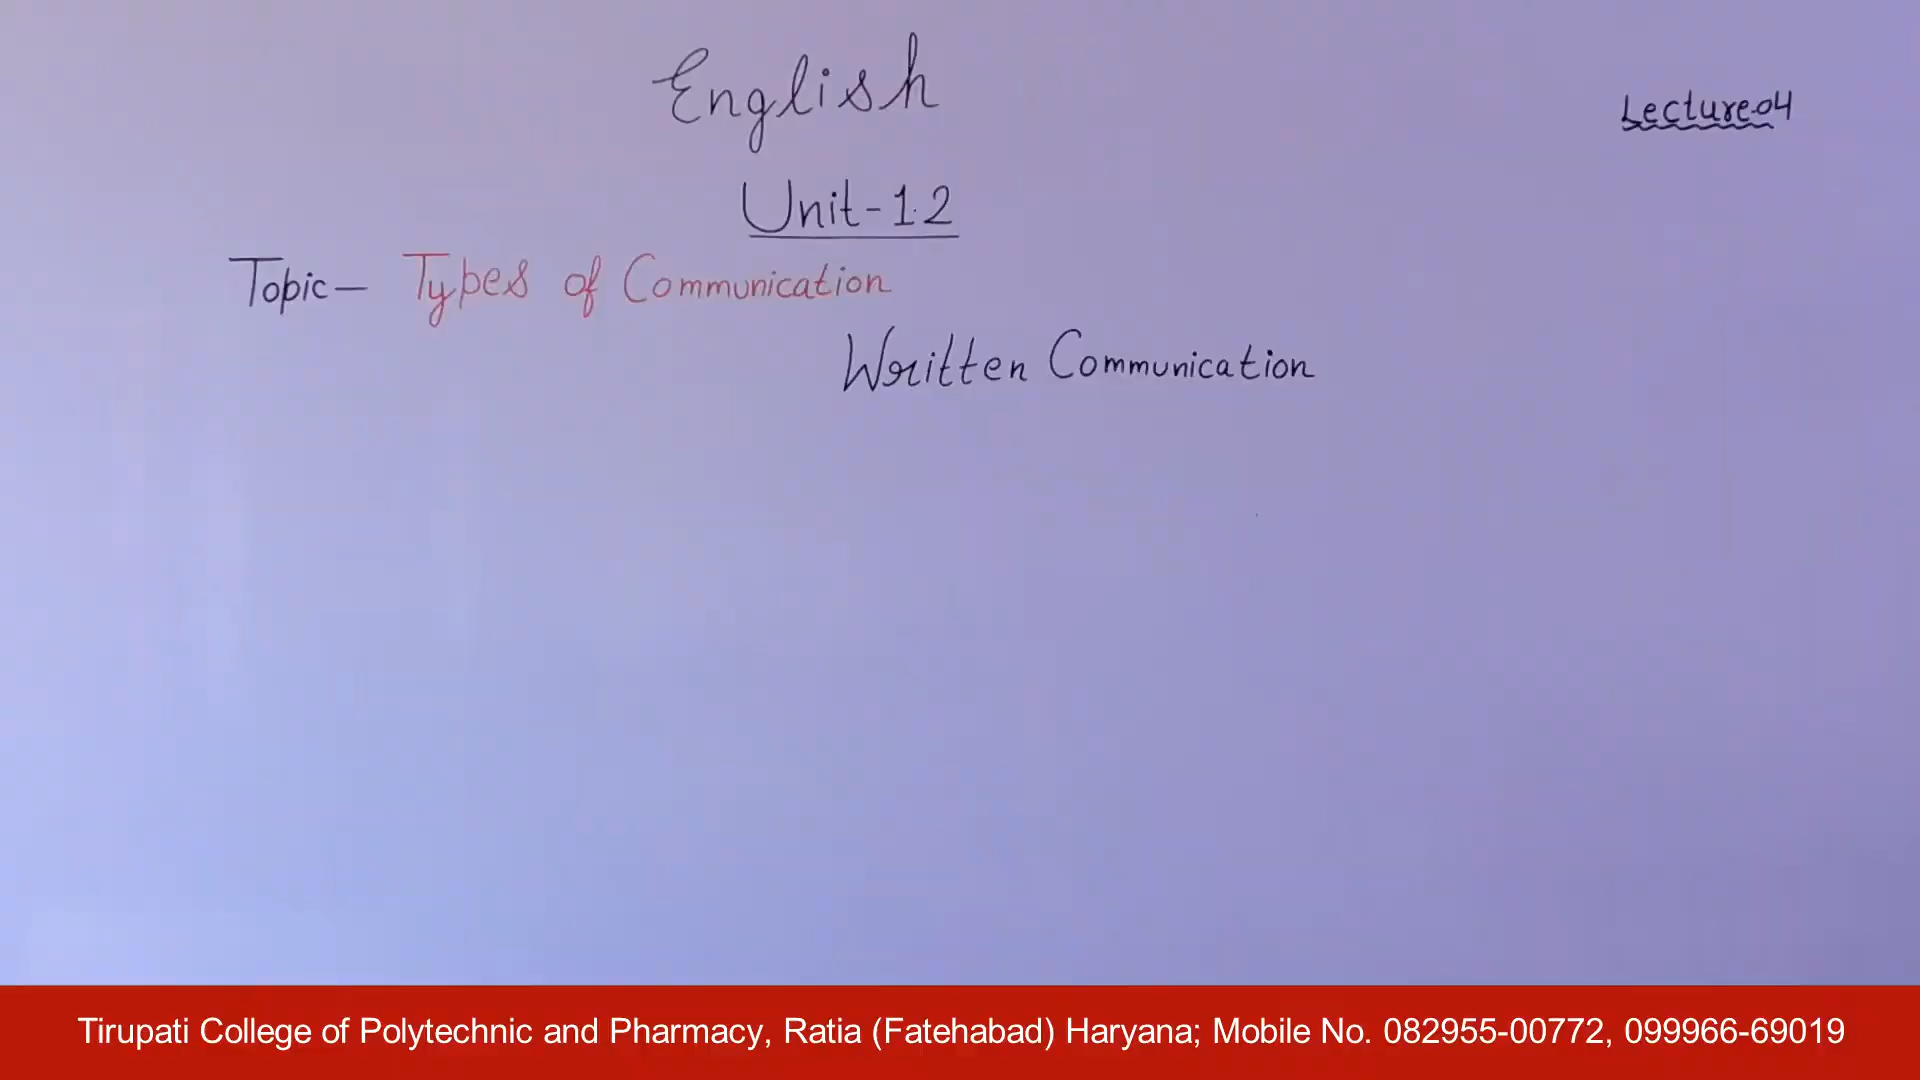 English
Lecture-04
Unit-1.2
Topic- Types of Communication
Written Communication
Tirupati College of Polytechnic and Pharmacy, Ratia (Fatehabad) Haryana; Mobile No. 082955-00772, 099966-69019